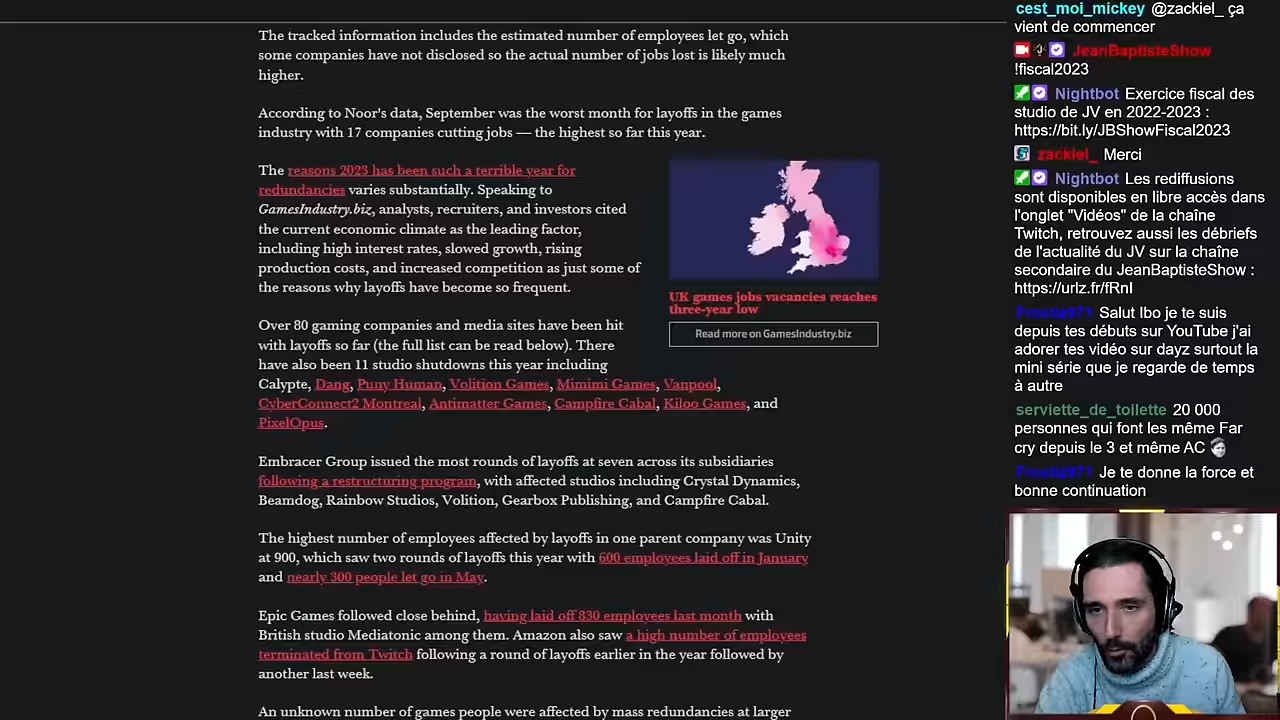 The tracked information includes the estimated number of employees let go, which
some companies have not disclosed so the actual number of jobs lost is likely much
higher.
According to Noor's data, September was the worst month for layoffs in the games
industry with 17 companies cutting jobs — the highest so far this year.
The reasons 2023 has been such a terrible year for
redundancies varies substantially. Speaking to
GamesIndustry.biz, analysts, recruiters, and investors cited
the current economic climate as the leading factor,
including high interest rates, slowed growth, rising
production costs, and increased competition as just some of
the reasons why layoffs have become so frequent.
UK games jobs vacancies reaches
three-year low
Read more on GamesIndustry.biz
Over 80 gaming companies and media sites have been hit
with layoffs so far (the full list can be read below). There
have also been 11 studio shutdowns this year including
Calypte, Dang, Puny Human, Volition Games, Mimimi Games, Vanpool,
CyberConnect2 Montreal, Antimatter Games, Campfire Cabal, Kiloo Games, and
PixelOpus.
Embracer Group issued the most rounds of layoffs at seven across its subsidiaries
following a restructuring program, with affected studios including Crystal Dynamics,
Beamdog, Rainbow Studios, Volition, Gearbox Publishing, and Campfire Cabal.
The highest number of employees affected by layoffs in one parent company was Unity
at 900, which saw two rounds of layoffs this year with 600 employees laid off in January
and nearly 300 people let go in May.
Epic Games followed close behind, having laid off 830 employees last month with
British studio Mediatonic among them. Amazon also saw a high number of employees
terminated from Twitch following a round of layoffs earlier in the year followed by
another last week.
An unknown number of games people were affected by mass redundancies at larger
cest_moi_mickey @zackiel_ ça
vient de commencer
JeanBaptisteShow
!fiscal2023
Nightbot Exercice fiscal des
studio de JV en 2022-2023 :
https://bit.ly/JBShowFiscal2023
zackiel_ Merci
Nightbot Les rediffusions
sont disponibles en libre accès dans
l'onglet "Vidéos" de la chaîne
Twitch, retrouvez aussi les débriefs
de l'actualité du JV sur la chaîne
secondaire du JeanBaptisteShow :
https://urlz.fr/fRnI
Frostiz971 Salut Ibo je te suis
depuis tes débuts sur YouTube j'ai
adorer tes vidéo sur dayz surtout la
mini série que je regarde de temps
à autre
serviette_de_toilette 20 000
personnes qui font les même Far
cry depuis le 3 et même AC
Frostiz971 Je te donne la force et
bonne continuation